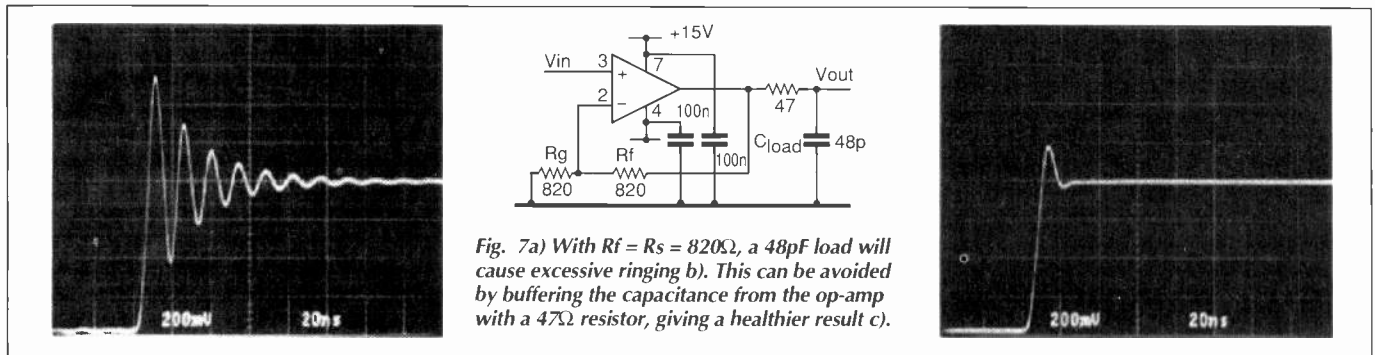 200mV 20ns
+15V
Vin 3 7 Vout
+
2
−
4 100n 47
Cload 48p
100n
Rg Rf
820 820
Fig. 7a) With Rf = Rs = 820Ω, a 48pF load will
cause excessive ringing b). This can be avoided
by buffering the capacitance from the op-amp
with a 47Ω resistor, giving a healthier result c).
200mV 20ns